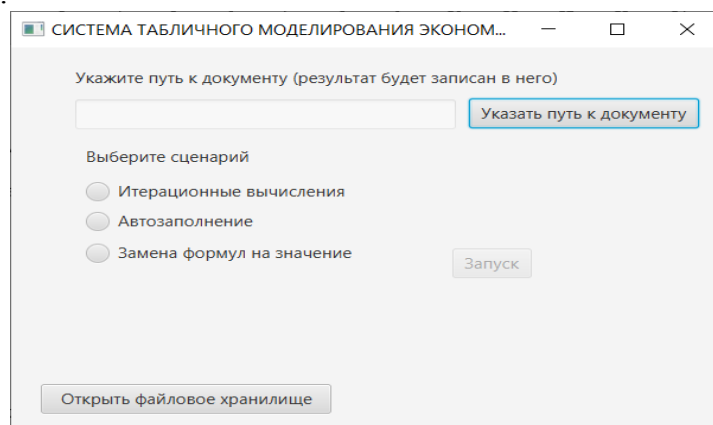 СИСТЕМА ТАБЛИЧНОГО МОДЕЛИРОВАНИЯ ЭКОНОМ...
Укажите путь к документу (результат будет записан в него)
Указать путь к документу
Выберите сценарий
Итерационные вычисления
Автозаполнение
Замена формул на значение
Запуск
Открыть файловое хранилище